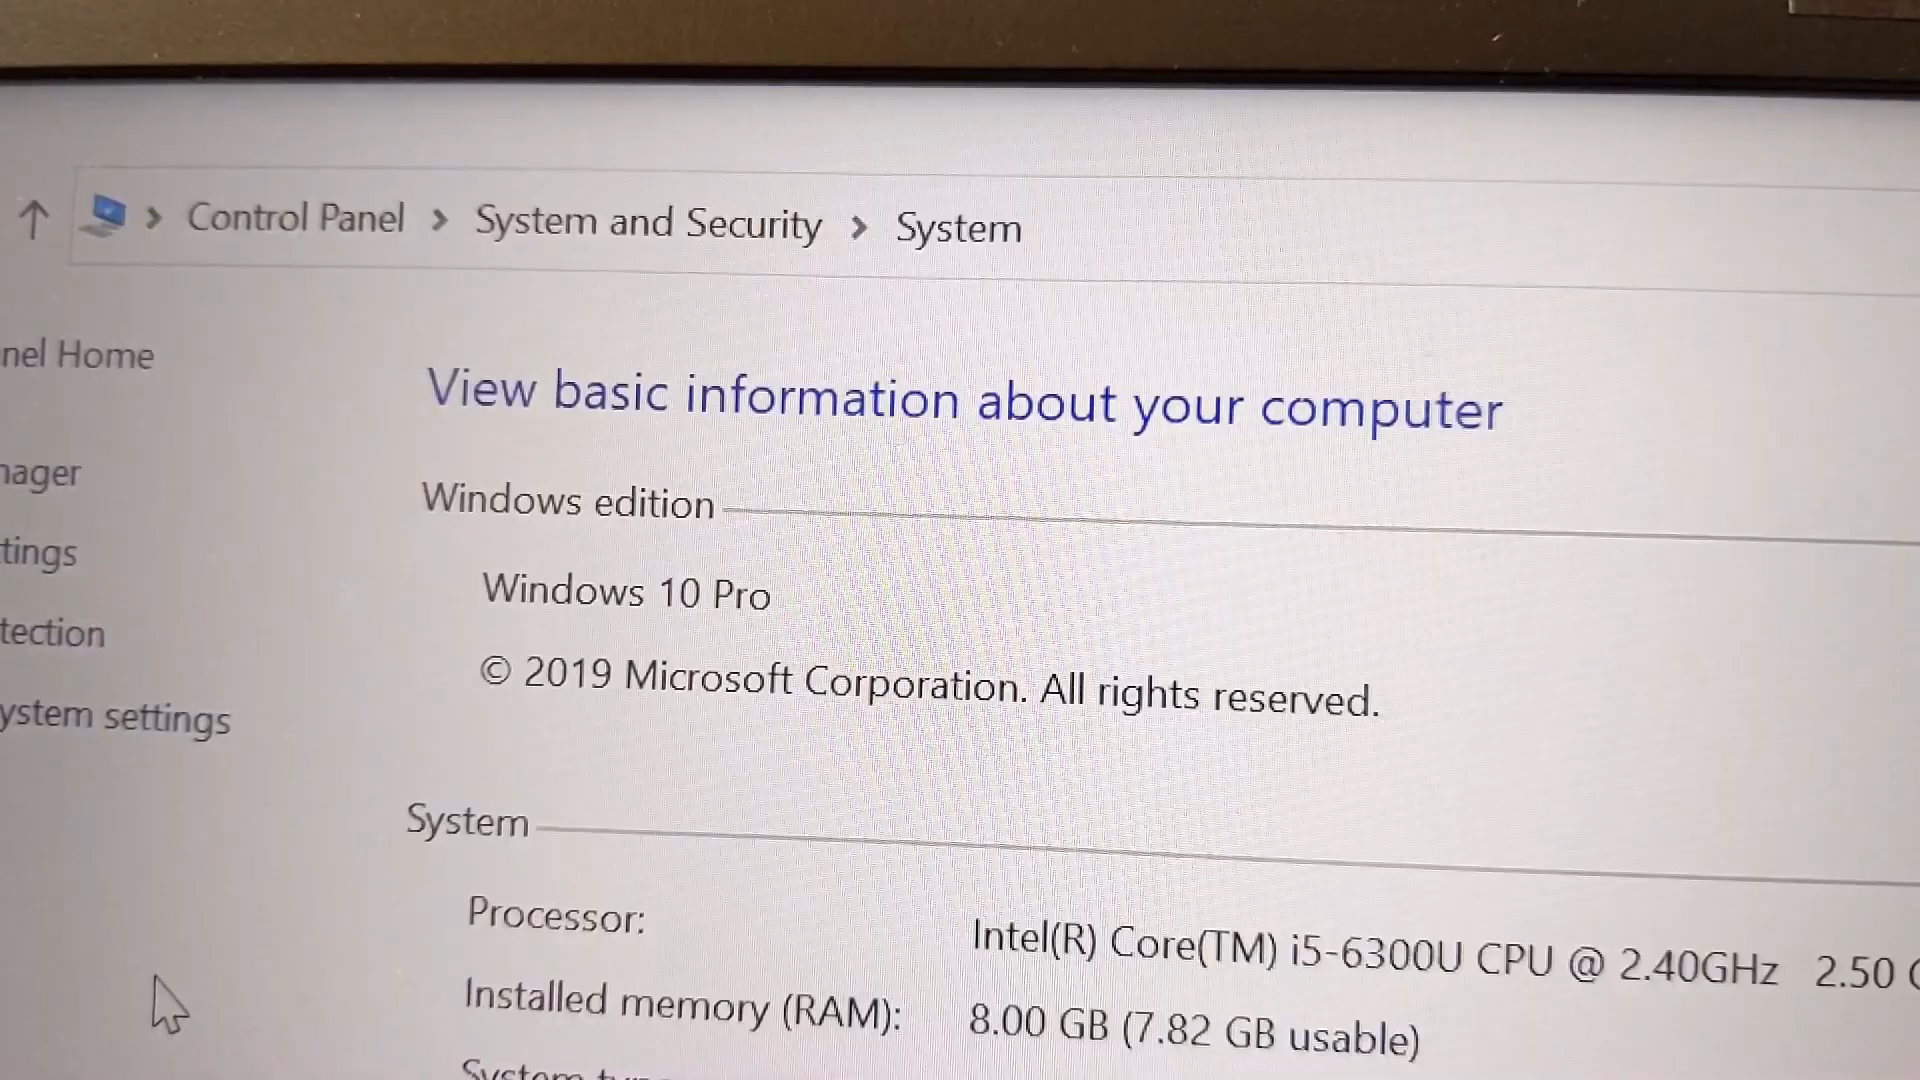 Control Panel > System and Security > System
nel Home
View basic information about your computer
nager
Windows edition
tings
Windows 10 Pro
tection
© 2019 Microsoft Corporation. All rights reserved.
ystem settings
System
Processor: Intel(R) Core(TM) i5-6300U CPU @ 2.40GHz 2.50
Installed memory (RAM): 8.00 GB (7.82 GB usable)
System